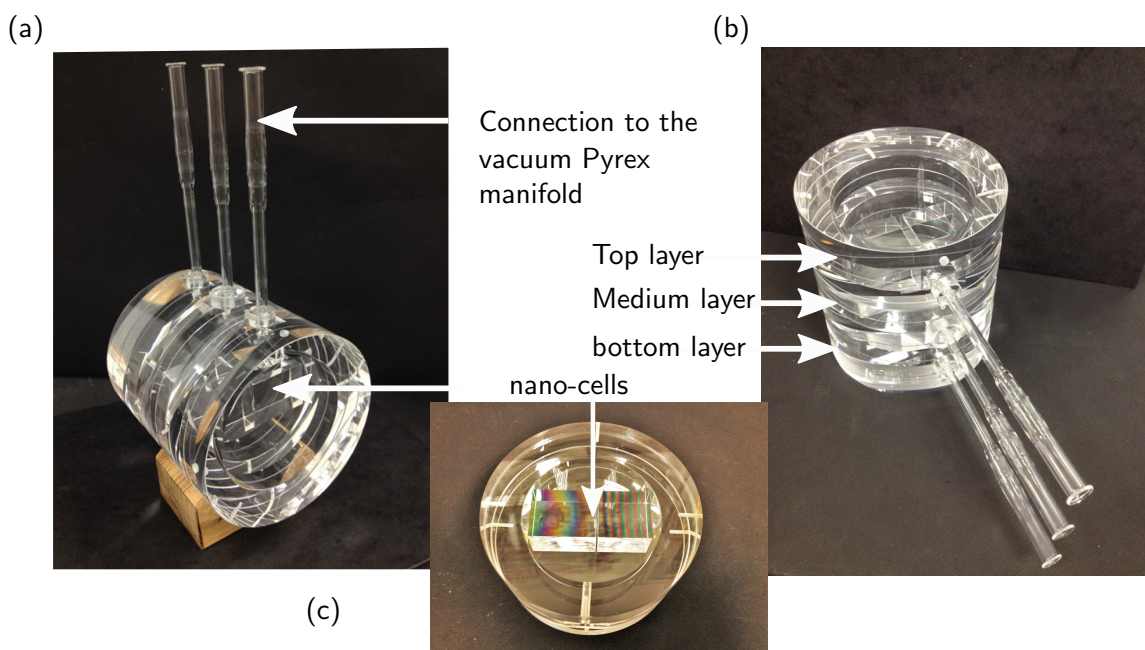 (a)
(b)
Connection to the
vacuum Pyrex
manifold
Top layer
Medium layer
bottom layer
nano-cells
(c)